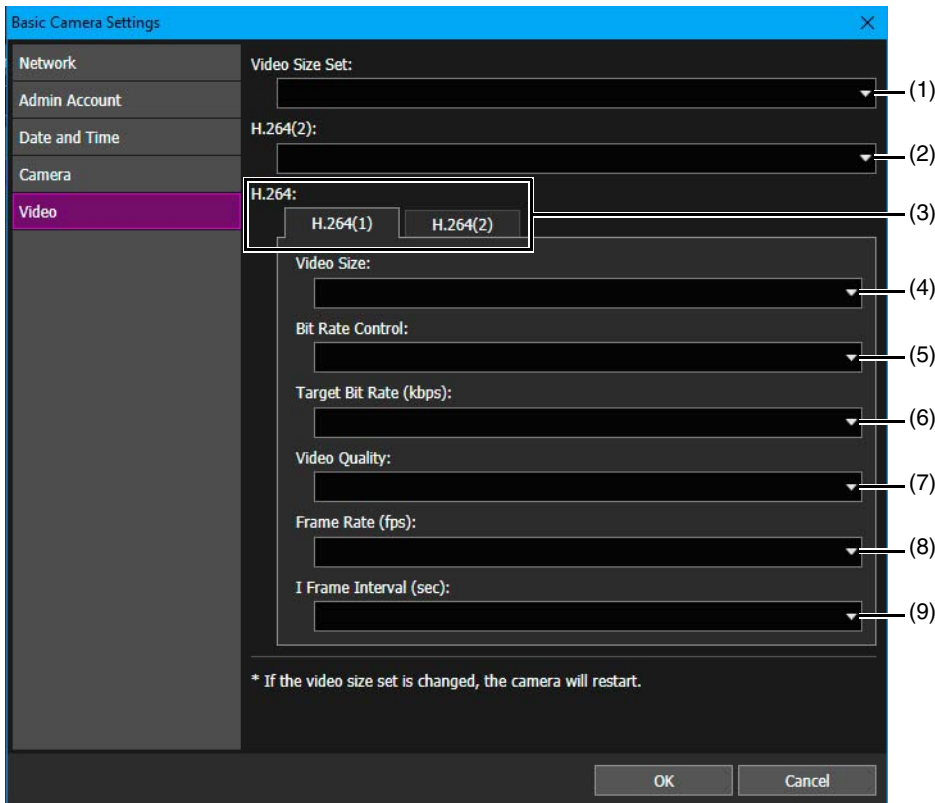 Basic Camera Settings
Network
Admin Account
Date and Time
Camera
Video
Video Size Set:
(1)
H.264(2):
(2)
H.264:
H.264(1) H.264(2)
(3)
Video Size:
(4)
Bit Rate Control:
(5)
Target Bit Rate (kbps):
(6)
Video Quality:
(7)
Frame Rate (fps):
(8)
I Frame Interval (sec):
(9)
* If the video size set is changed, the camera will restart.
OK Cancel